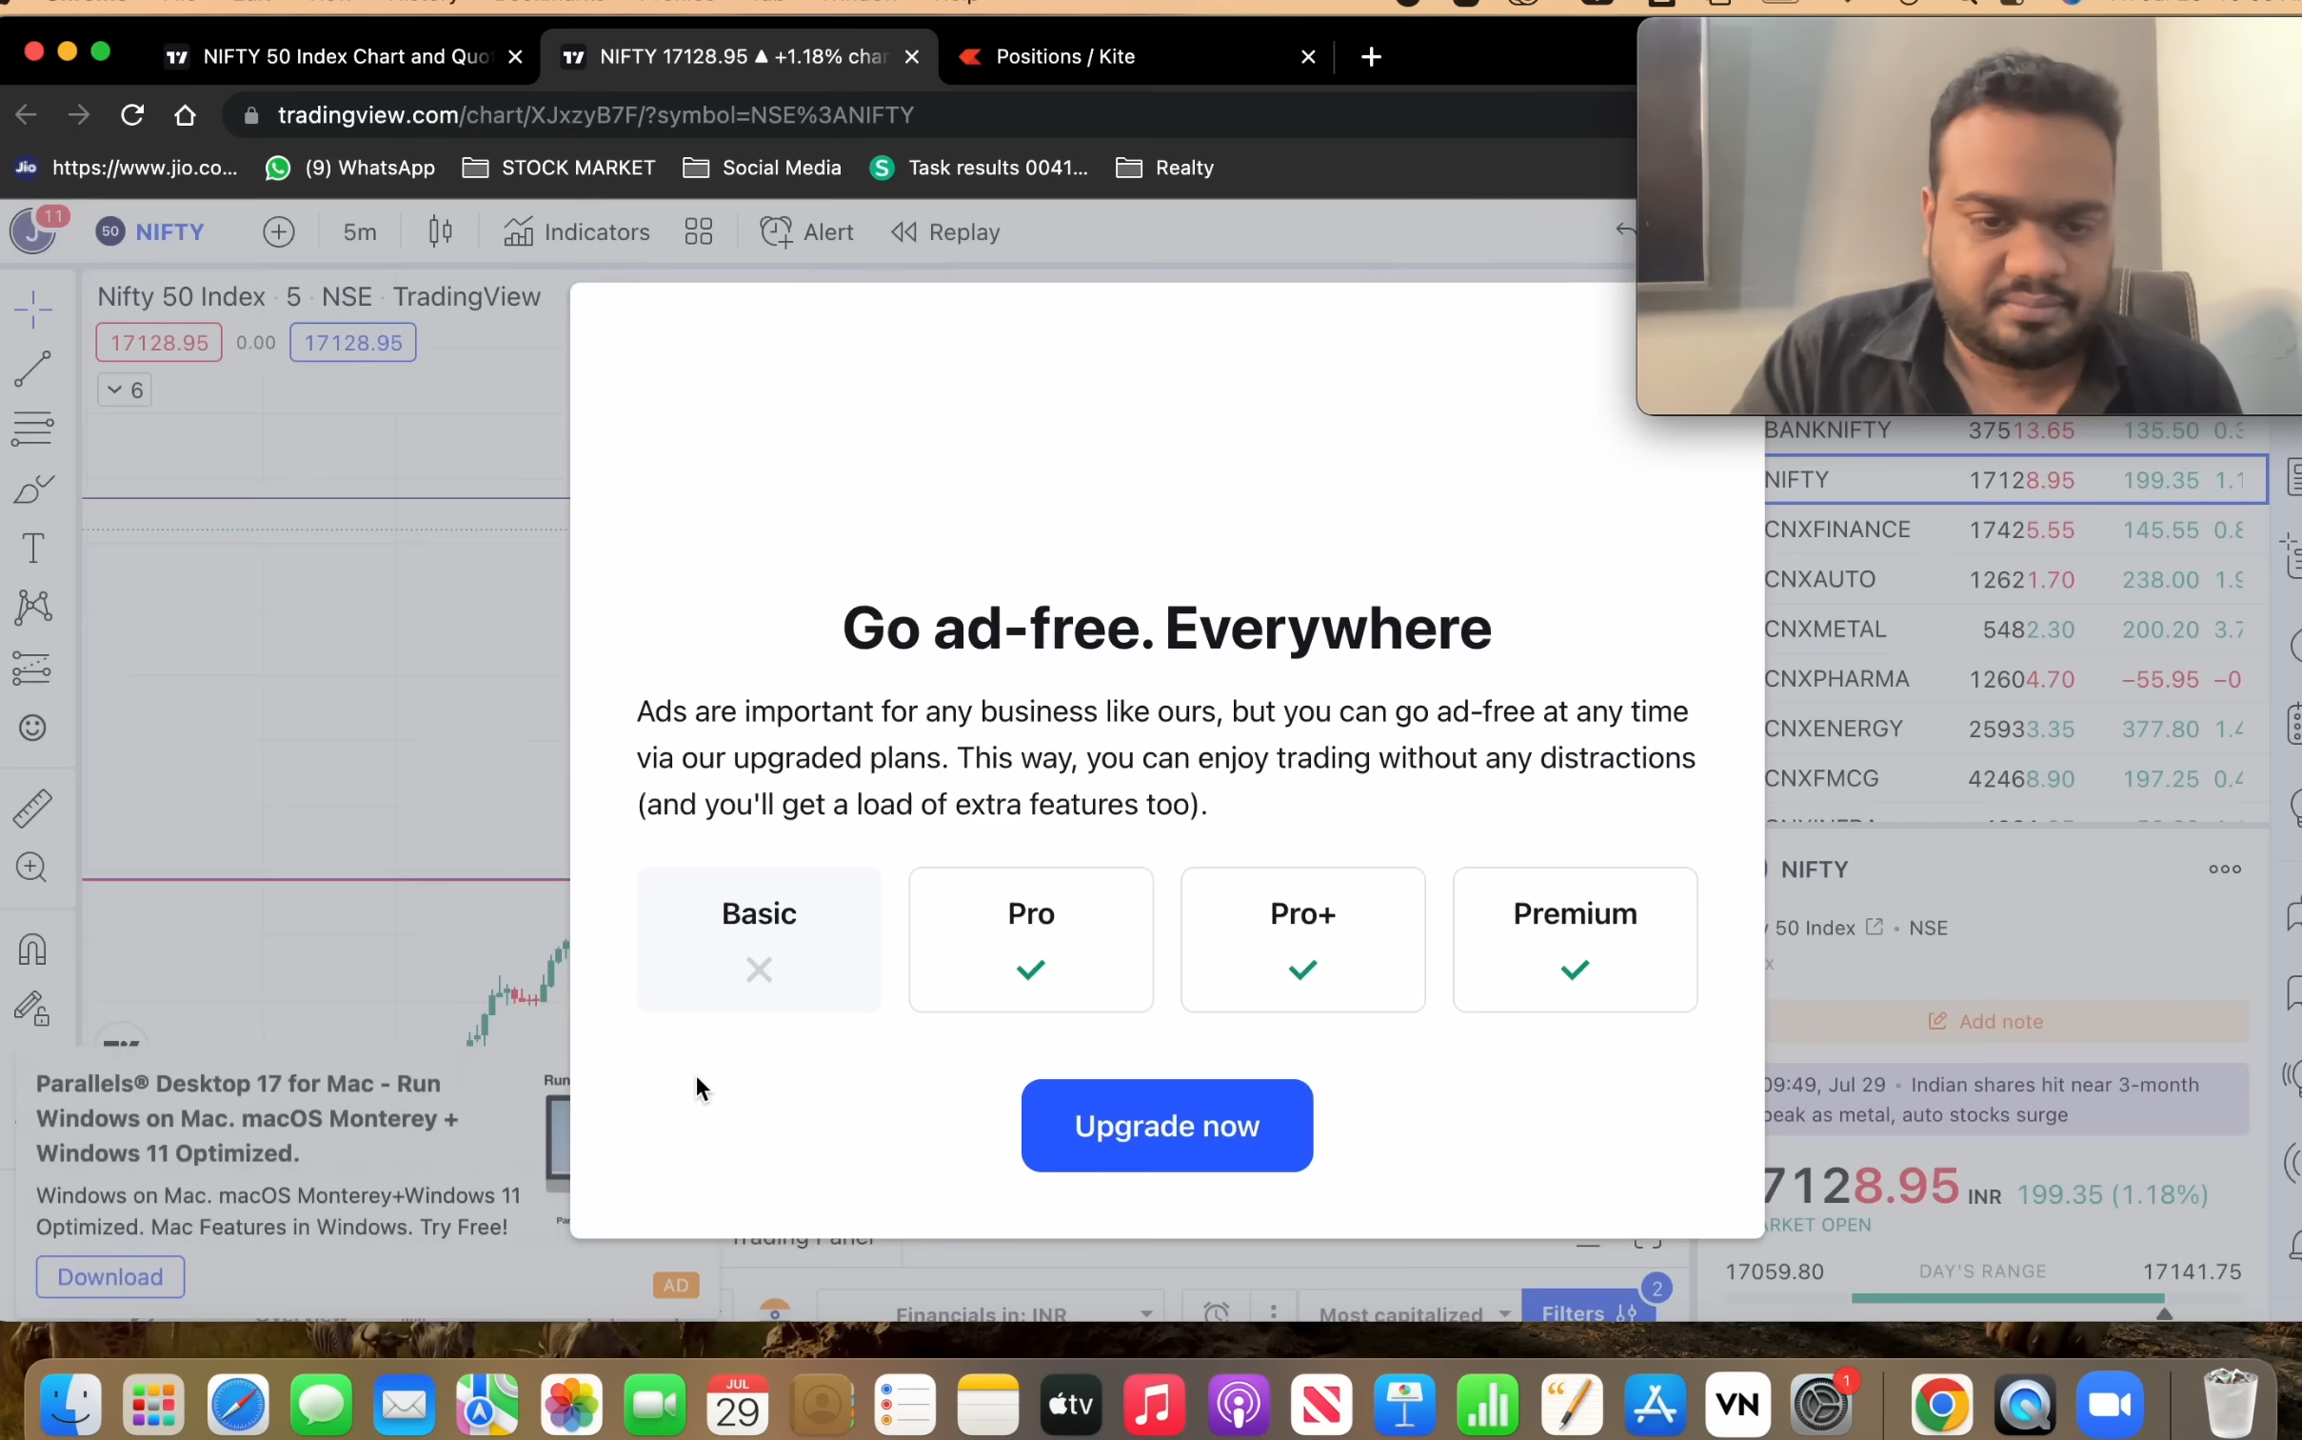 NIFTY 50 Index Chart and Quot
NIFTY 17128.95 ▲ +1.18% char
Positions / Kite
tradingview.com/chart/XJxzyB7F/?symbol=NSE%3ANIFTY
Jio
https://www.jio.co...
(9) WhatsApp
STOCK MARKET
Social Media
S
Task results 0041...
Realty
J
11
50
NIFTY
5m
Indicators
Alert
Replay
Nifty 50 Index · 5 · NSE · TradingView
17128.95
0.00
17128.95
6
BANKNIFTY 37513.65 135.50
NIFTY 17128.95 199.35
CNXFINANCE 17425.55 145.55
CNXAUTO 12621.70 238.00
CNXMETAL 5482.30 200.20
CNXPHARMA 12604.70 −55.95
CNXENERGY 25933.35 377.80
CNXFMCG 42468.90 197.25
Go ad-free. Everywhere
Ads are important for any business like ours, but you can go ad-free at any time
via our upgraded plans. This way, you can enjoy trading without any distractions
(and you'll get a load of extra features too).
Basic
Pro
Pro+
Premium
Upgrade now
NIFTY
50 Index • NSE
Add note
09:49, Jul 29 • Indian shares hit near 3-month
peak as metal, auto stocks surge
7128.95 INR 199.35 (1.18%)
ARKET OPEN
17059.80 DAY'S RANGE 17141.75
Parallels® Desktop 17 for Mac - Run
Windows on Mac. macOS Monterey +
Windows 11 Optimized.
Windows on Mac. macOS Monterey+Windows 11
Optimized. Mac Features in Windows. Try Free!
Run
Download
AD
Financials in: INR
Most capitalized
Filters
2
JUL
29
tv
VN
1